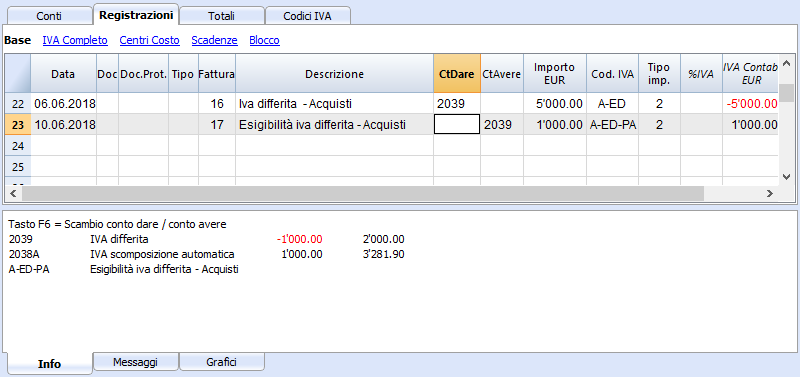 Conti Registrazioni Totali Codici IVA
Base IVA Completo Centri Costo Scadenze Blocco
Data Doc Doc.Prot. Tipo Fattura Descrizione CtDare CtAvere Importo EUR Cod. IVA Tipo imp. %IVA IVA Contab EUR
22 06.06.2018 16 Iva differita - Acquisti 2039 5'000.00 A-ED 2 -5'000.00
23 10.06.2018 17 Esigibilità iva differita - Acquisti 2039 1'000.00 A-ED-PA 2 1'000.00
24
25
Tasto F6 = Scambio conto dare / conto avere
2039 IVA differita -1'000.00 2'000.00
2038A IVA scomposizione automatica 1'000.00 3'281.90
A-ED-PA Esigibilità iva differita - Acquisti
Info Messaggi Grafici